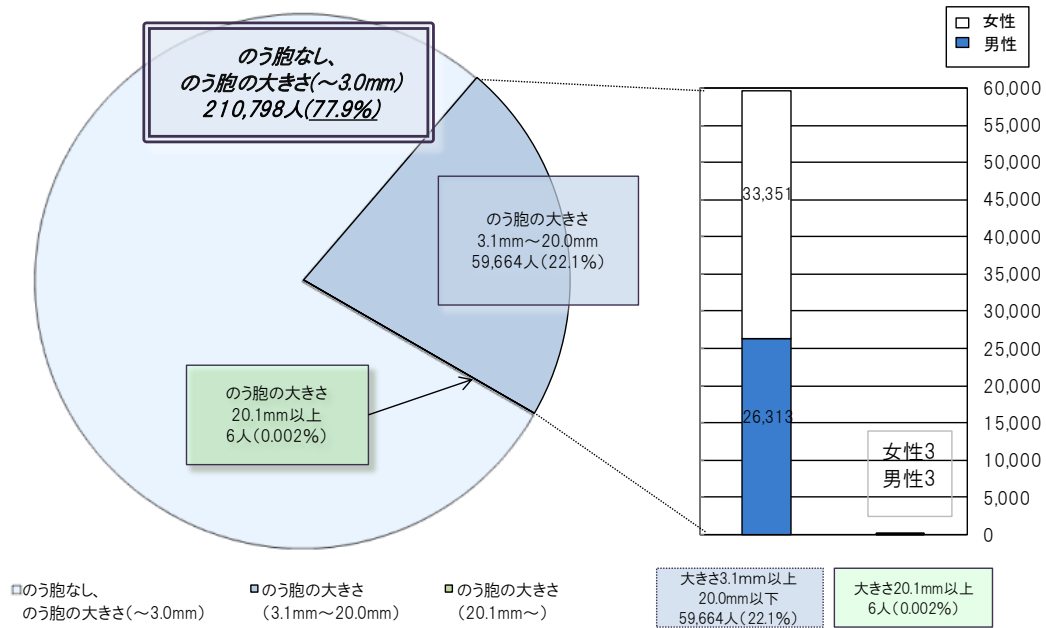 のう胞なし、
のう胞の大きさ(～3.0mm)
210,798人(77.9%)
のう胞の大きさ
3.1mm～20.0mm
59,664人(22.1%)
のう胞の大きさ
20.1mm以上
6人(0.002%)
□のう胞なし、
のう胞の大きさ(～3.0mm)
■のう胞の大きさ
(3.1mm～20.0mm)
■のう胞の大きさ
(20.1mm～)
女性
男性
60,000
55,000
50,000
45,000
40,000
35,000
30,000
25,000
20,000
15,000
10,000
5,000
0
33,351
26,313
女性3
男性3
大きさ3.1mm以上
20.0mm以下
59,664人(22.1%)
大きさ20.1mm以上
6人(0.002%)